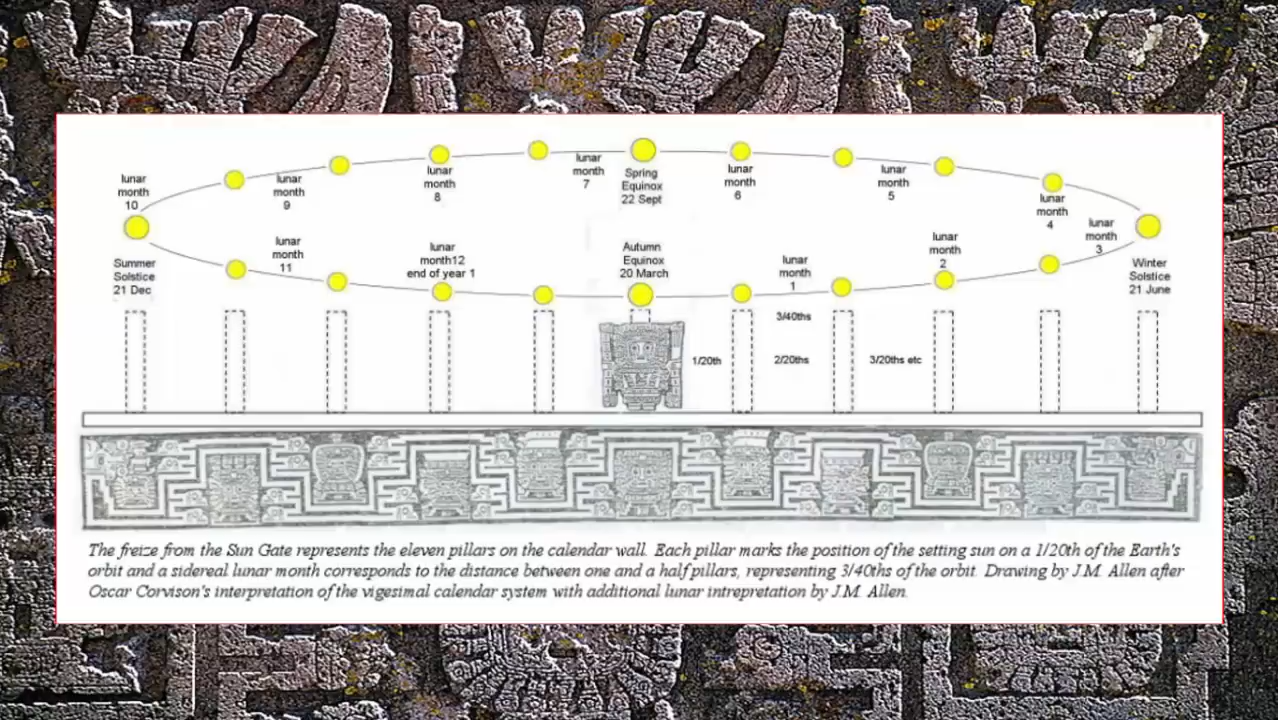 lunar
month
10
lunar
month
9
lunar
month
8
lunar
month
7
Spring
Equinox
22 Sept
lunar
month
6
lunar
month
5
lunar
month
4
lunar
month
3
Summer
Solstice
21 Dec
lunar
month
11
lunar
month12
end of year 1
Autumn
Equinox
20 March
lunar
month
1
lunar
month
2
Winter
Solstice
21 June
3/40ths
1/20th
2/20ths
3/20ths etc
The freize from the Sun Gate represents the eleven pillars on the calendar wall. Each pillar marks the position of the setting sun on a 1/20th of the Earth's
orbit and a sidereal lunar month corresponds to the distance between one and a half pillars, representing 3/40ths of the orbit. Drawing by J.M. Allen after
Oscar Corvison's interpretation of the vigesimal calendar system with additional lunar intrepretation by J.M. Allen.